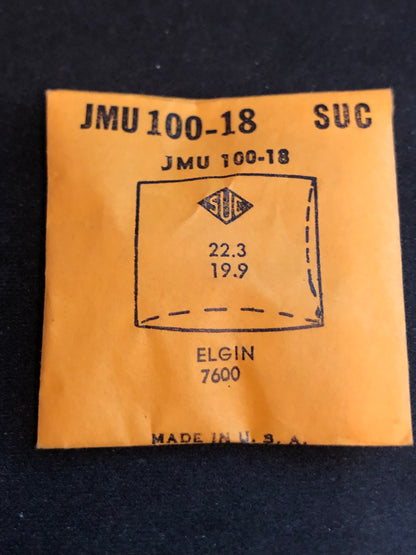 JMU 100-18 SUC
JMU 100-18
SUC
22.3
19.9
ELGIN
7600
MADE IN U. S. A.